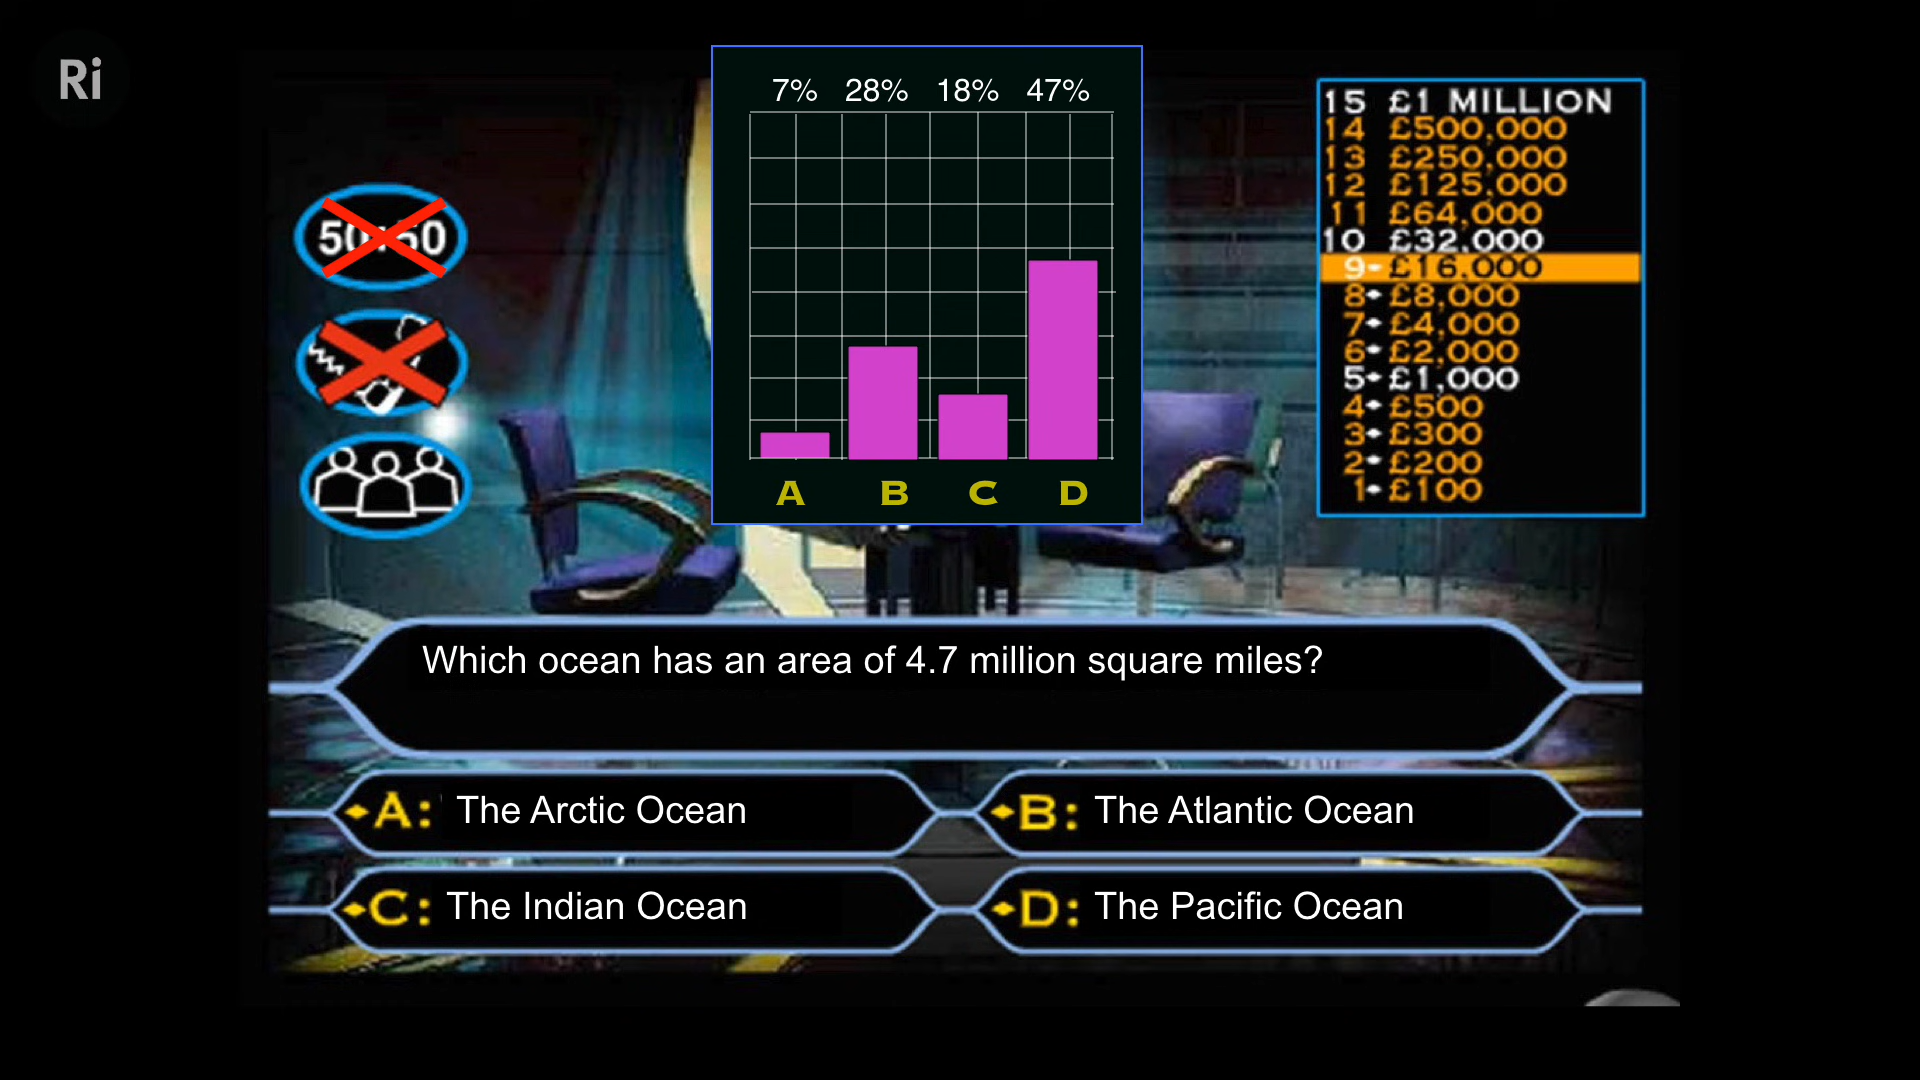 Ri
7% 28% 18% 47%
A B C D
50:50
15 £1 MILLION
14 £500,000
13 £250,000
12 £125,000
11 £64,000
10 £32,000
9 £16,000
8 £8,000
7 £4,000
6 £2,000
5 £1,000
4 £500
3 £300
2 £200
1 £100
Which ocean has an area of 4.7 million square miles?
A: The Arctic Ocean
B: The Atlantic Ocean
C: The Indian Ocean
D: The Pacific Ocean